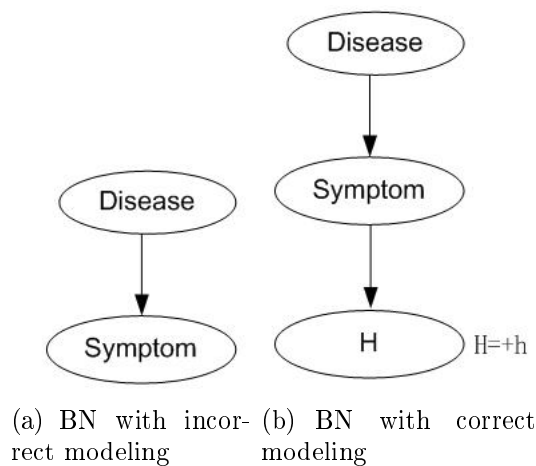 Disease
Symptom
Disease
Symptom
H
H=+h
(a) BN with incor-
rect modeling
(b) BN with correct
modeling